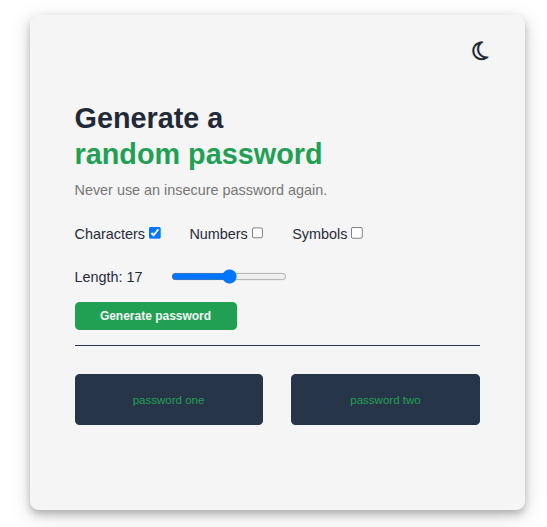 Generate a
random password
Never use an insecure password again.
Characters Numbers Symbols
Length: 17
Generate password
password one password two